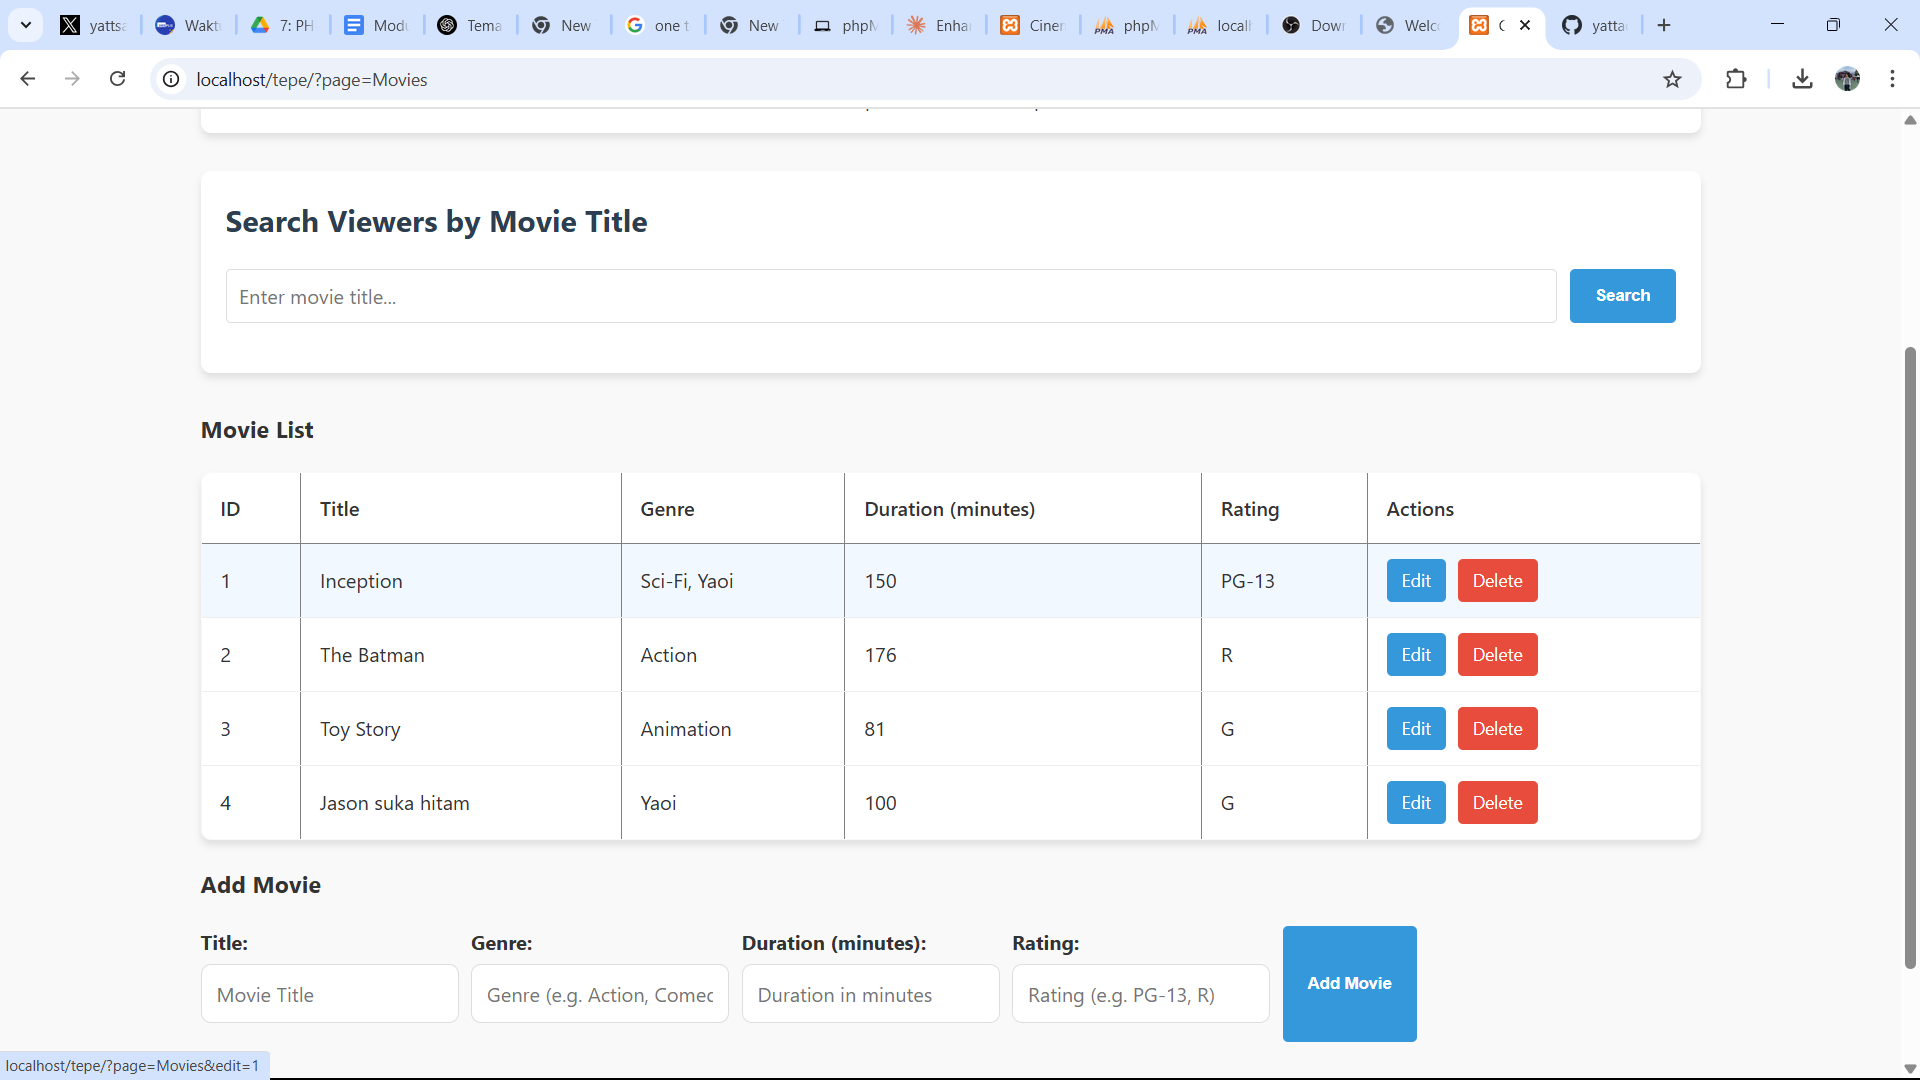 yattsa
Waktu
7: PH
Modu
Tema
New
one t
New
phpM
Enha
Ciner
phpM
localh
Down
Welc
yatta
localhost/tepe/?page=Movies
Search Viewers by Movie Title
Enter movie title...
Search
Movie List
ID Title Genre Duration (minutes) Rating Actions
1 Inception Sci-Fi, Yaoi 150 PG-13 Edit Delete
2 The Batman Action 176 R Edit Delete
3 Toy Story Animation 81 G Edit Delete
4 Jason suka hitam Yaoi 100 G Edit Delete
Add Movie
Title: Genre: Duration (minutes): Rating:
Movie Title Genre (e.g. Action, Comec Duration in minutes Rating (e.g. PG-13, R) Add Movie
localhost/tepe/?page=Movies&edit=1